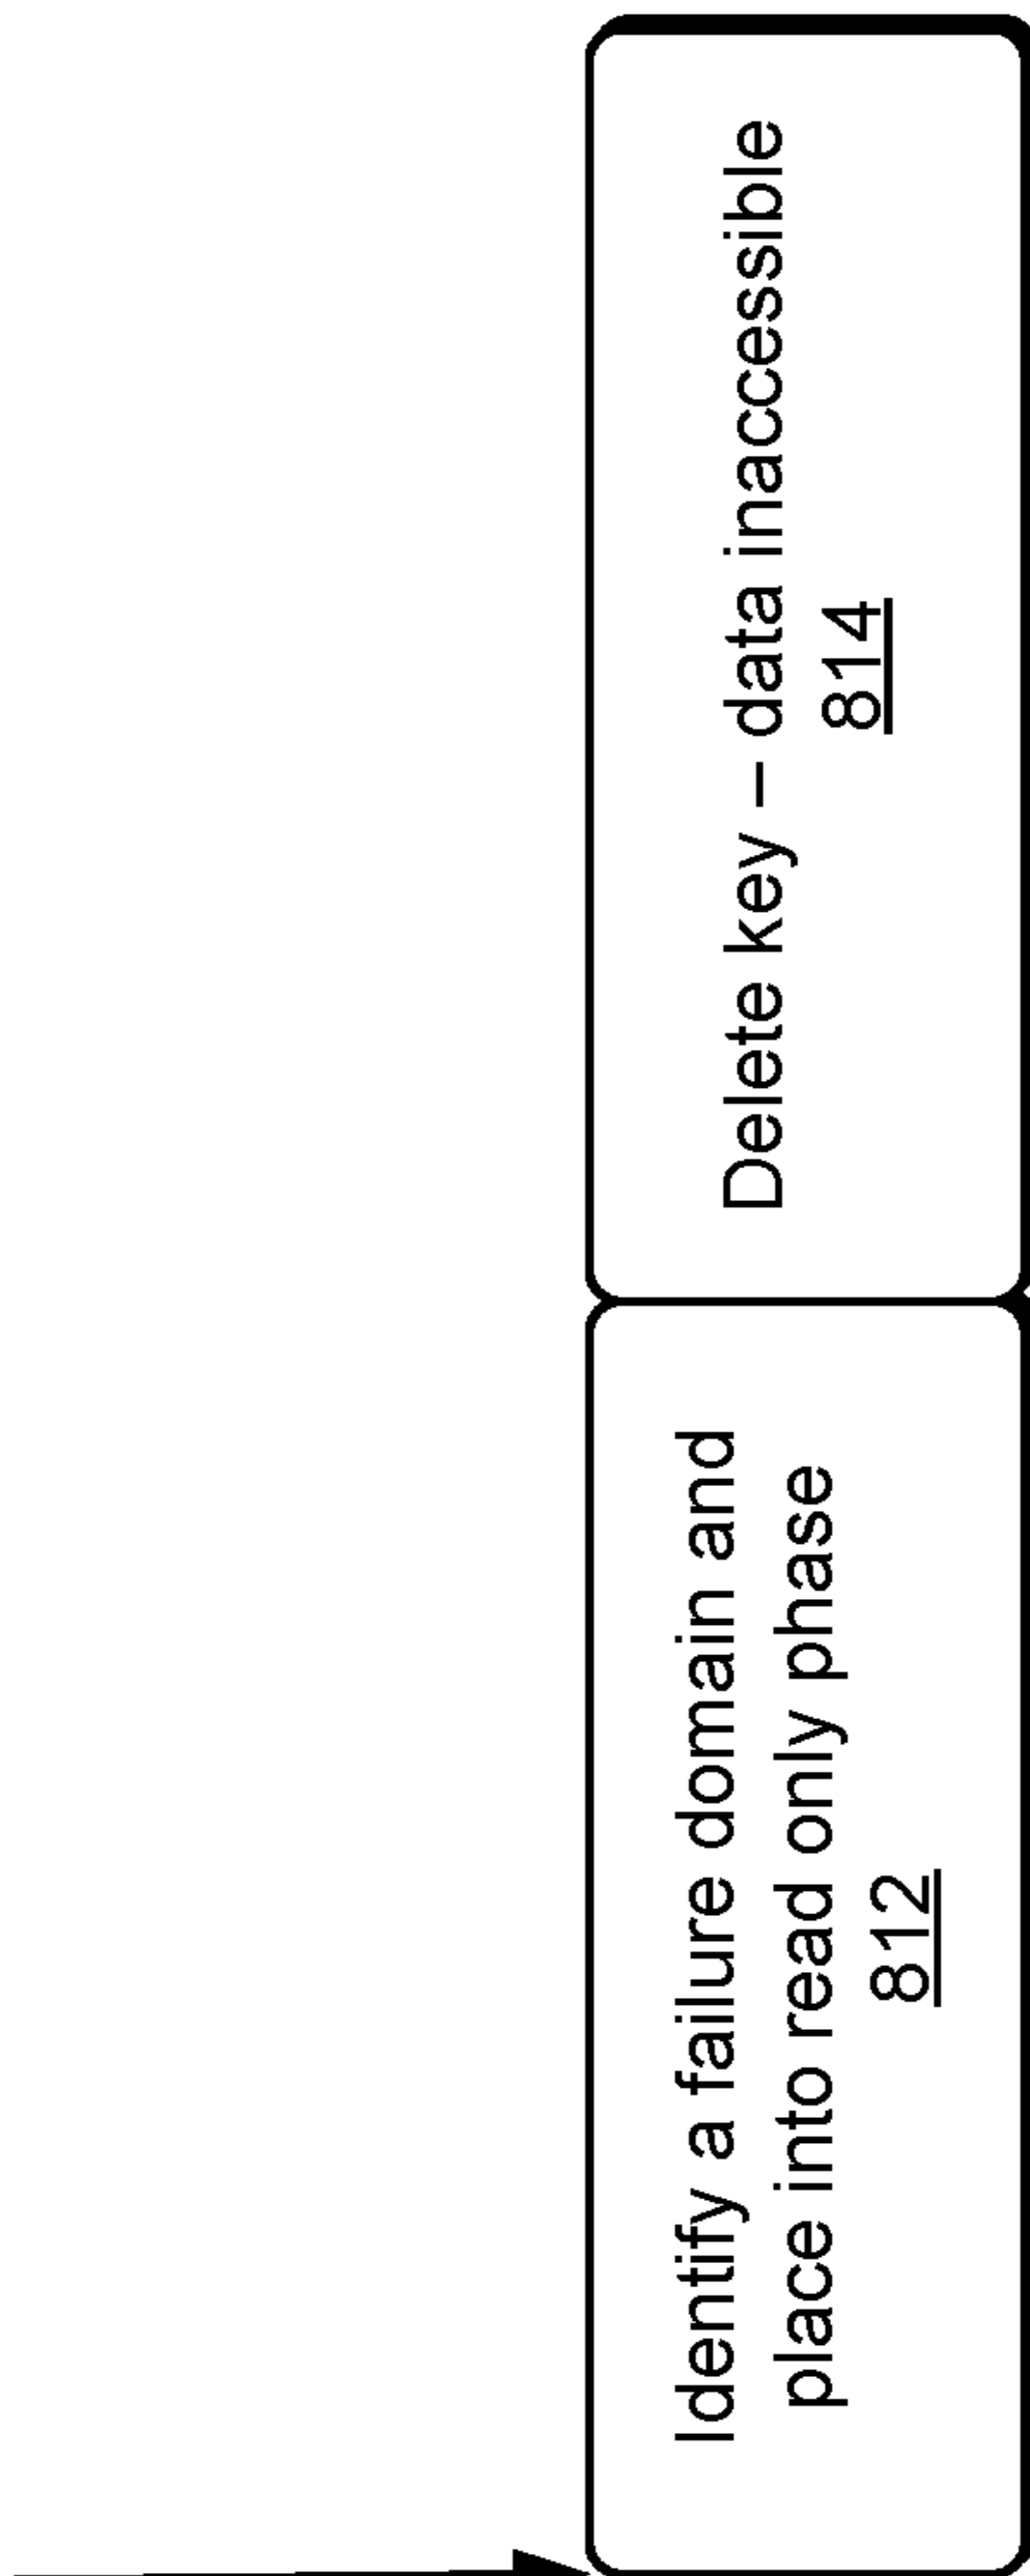 Identify a failure domain and
place into read only phase
812
Delete key – data inaccessible
814